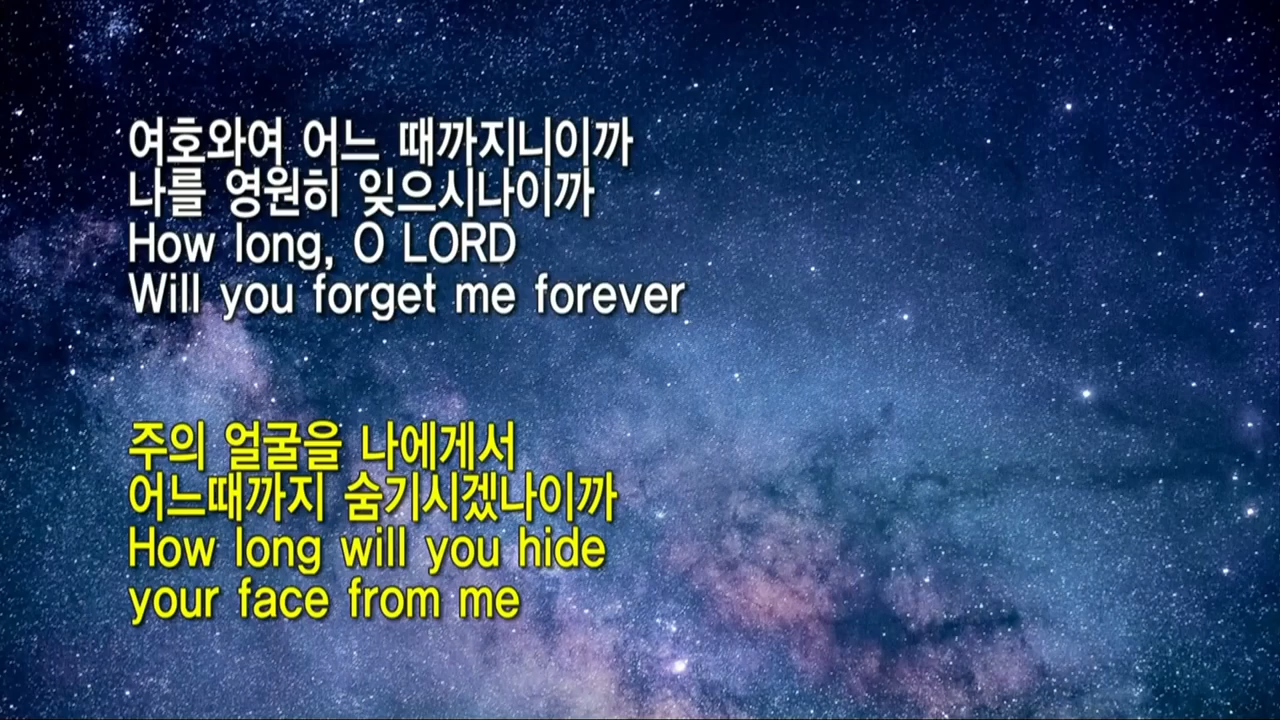 여호와여 어느 때까지니이까
나를 영원히 잊으시나이까
How long, O LORD
Will you forget me forever
주의 얼굴을 나에게서
어느때까지 숨기시겠나이까
How long will you hide
your face from me